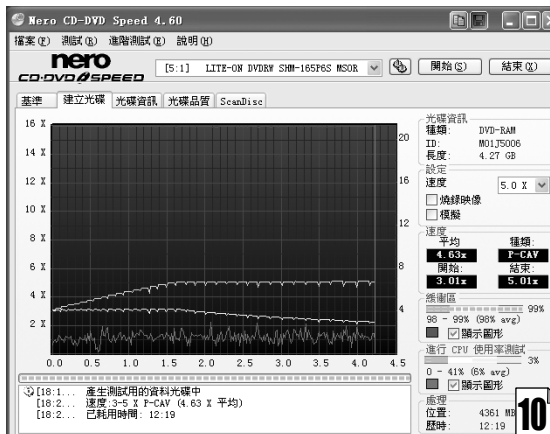 Nero CD-DVD Speed 4.60
檔案(F) 測試(R) 進階測試(E) 說明(H)
nero
CD·DVD SPEED
[5:1] LITE-ON DVDRW SHM-165P6S MS0R
開始(S)
結束(X)
基準 建立光碟 光碟資訊 光碟品質 ScanDisc
16 X
14 X
12 X
10 X
8 X
6 X
4 X
2 X
20
16
12
8
4
0.0 0.5 1.0 1.5 2.0 2.5 3.0 3.5 4.0 4.5
光碟資訊
種類: DVD-RAM
ID: M01J5006
長度: 4.27 GB
設定
速度 5.0 X
燒錄映像
模擬
速度
平均 種類:
4.63x P-CAV
開始: 結束:
3.01x 5.01x
緩衝區
99%
98 - 99% (98% avg)
顯示圖形
進行 CPU 使用率測試
3%
0 - 41% (6% avg)
顯示圖形
處理
位置: 4361 MB
歷時: 12:19
[18:1... 產生測試用的資料光碟中
[18:2... 速度:3-5 X P-CAV (4.63 X 平均)
[18:2... 已耗用時間: 12:19
10